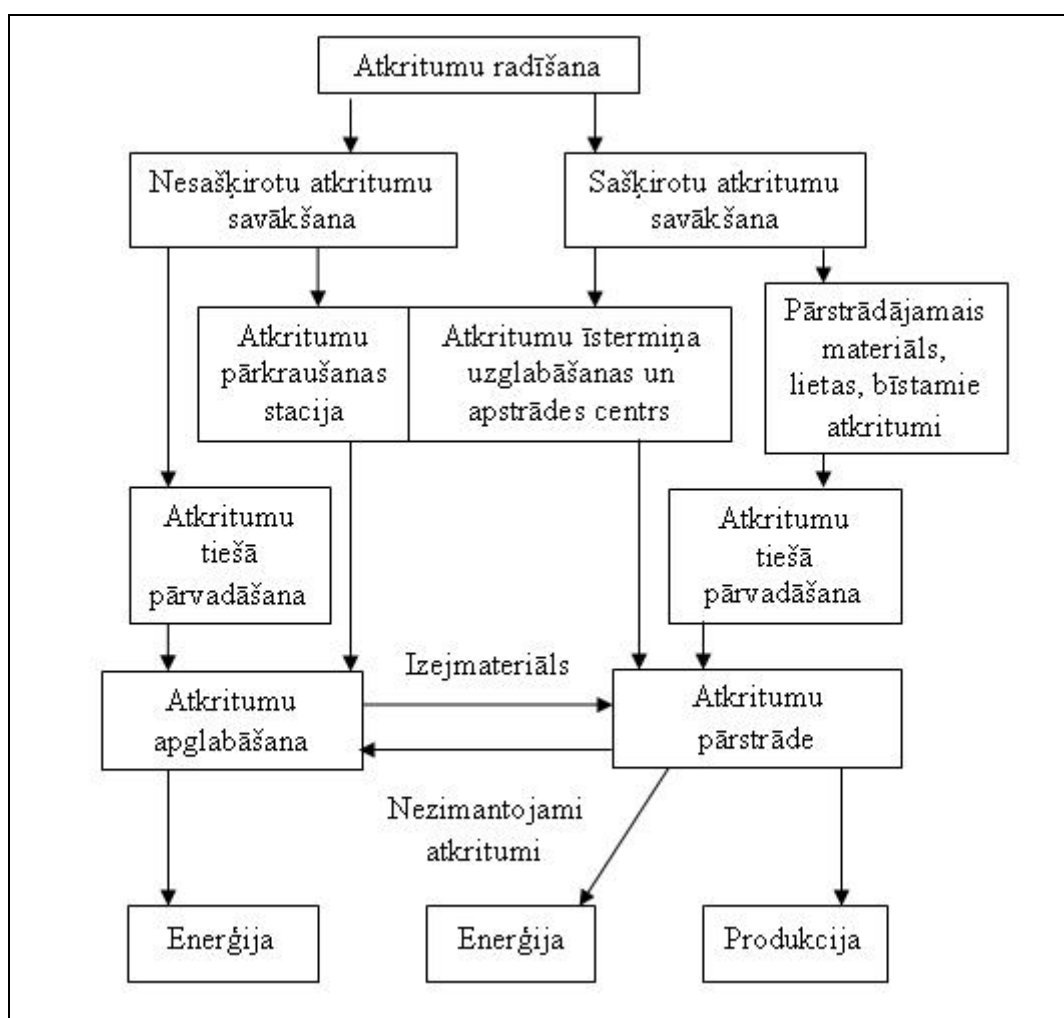 Atkritumu radīšana
Nesašķirotu atkritumu
savākšana
Sašķirotu atkritumu
savākšana
Atkritumu
pārkraušanas
stacija
Atkritumu īstermiņa
uzglabāšanas un
apstrādes centrs
Pārstrādājamais
materiāls,
lietas, bīstamie
atkritumi
Atkritumu
tiešā
pārvadāšana
Atkritumu
tiešā
pārvadāšana
Izejmateriāls
Atkritumu
apglabāšana
Atkritumu
pārstrāde
Nezimantojami
atkritumi
Enerģija
Enerģija
Produkcija